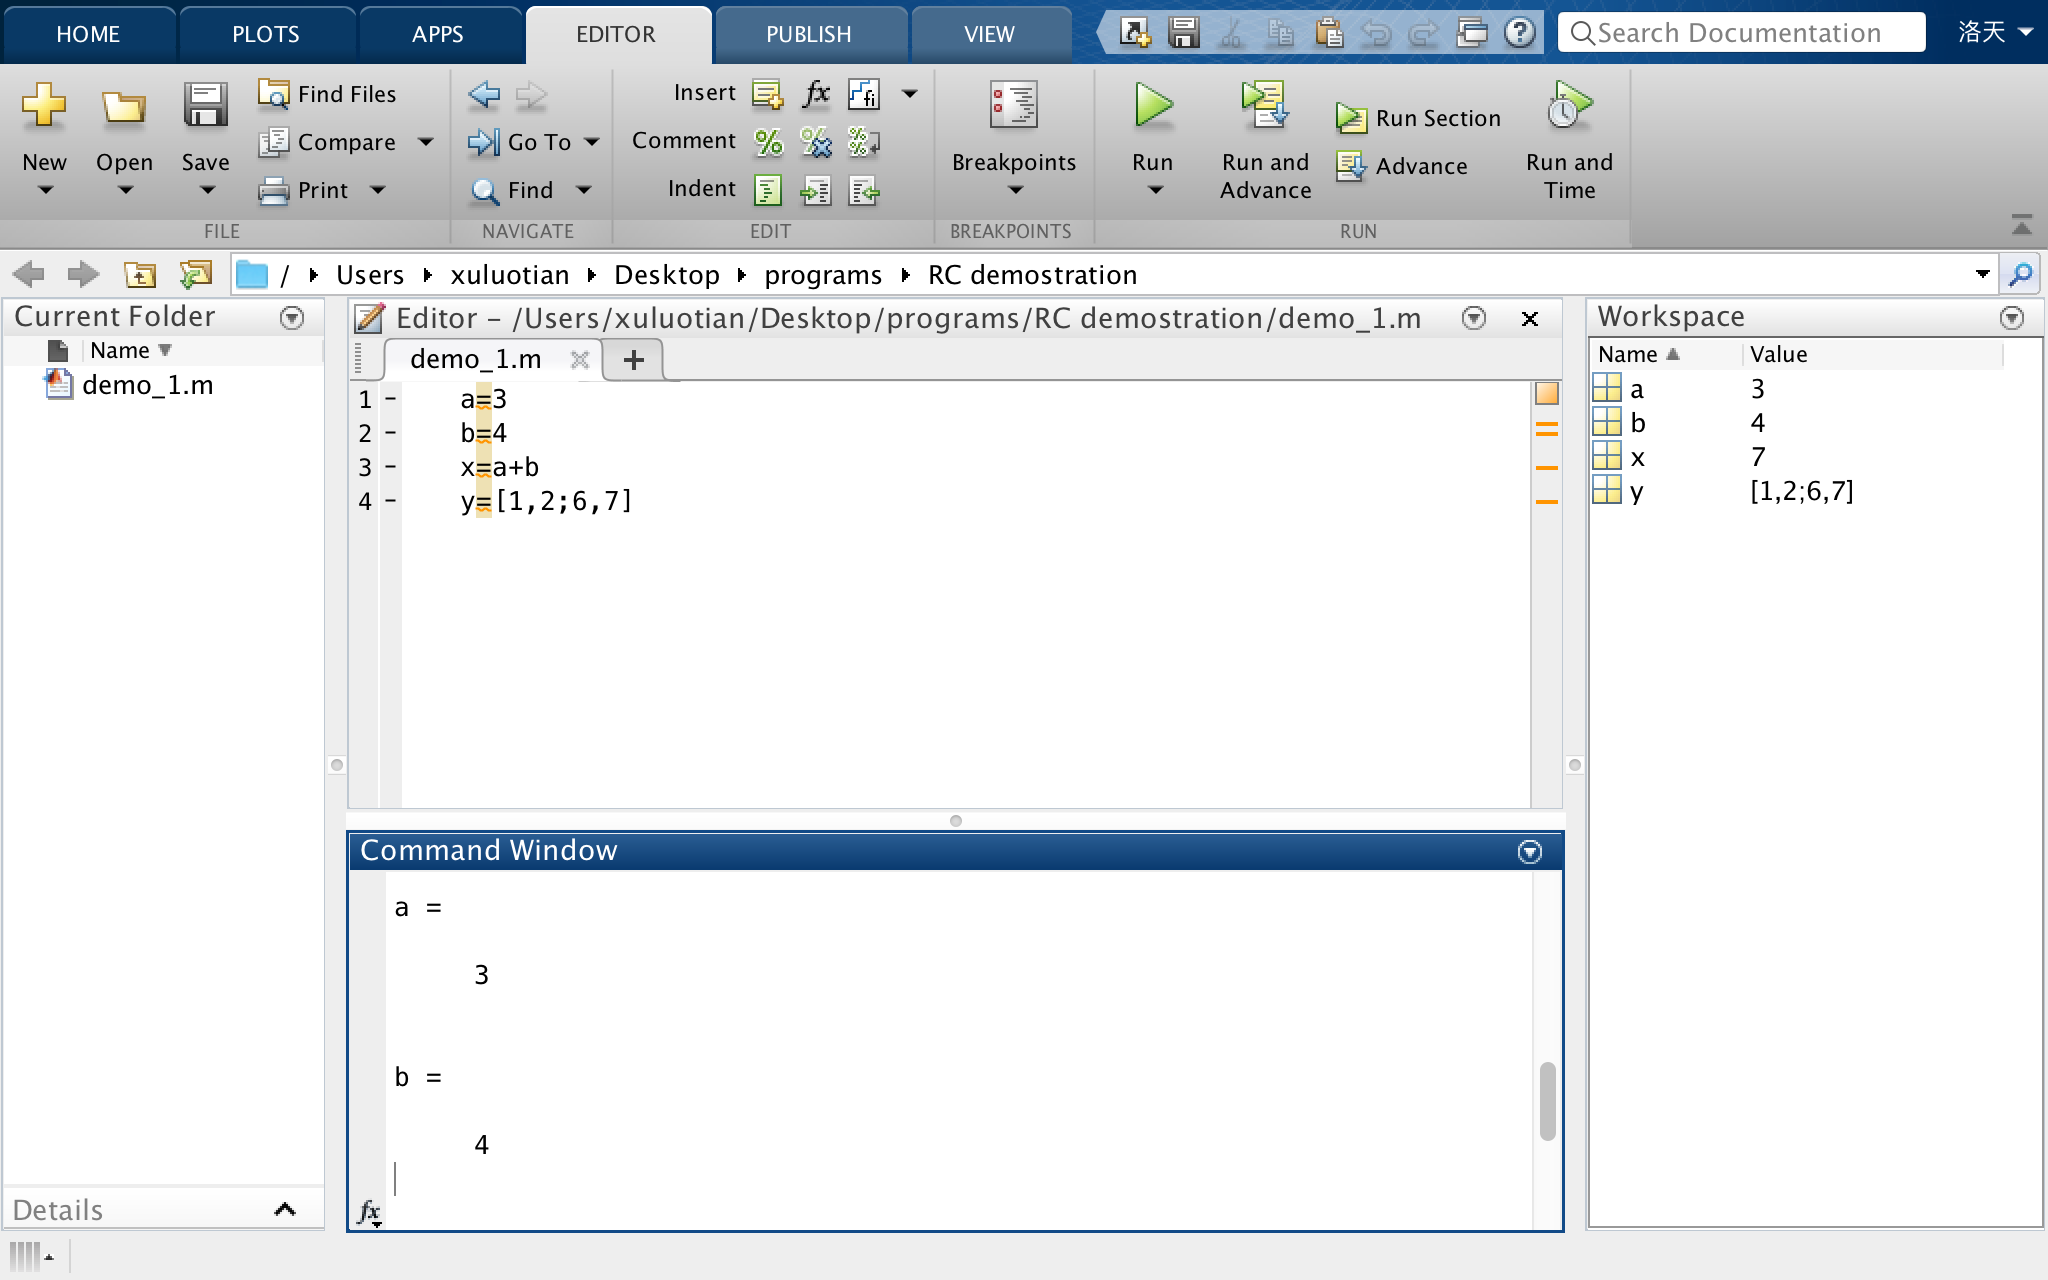 HOME PLOTS APPS EDITOR PUBLISH VIEW Search Documentation 洛天
New Open Save Find Files Compare Print
FILE
Go To Find
NAVIGATE
Insert fx fi
Comment % % %
Indent
EDIT
Breakpoints
BREAKPOINTS
Run Run and Advance Run Section Advance Run and Time
RUN
/ Users xuluotian Desktop programs RC demostration
Current Folder
Name
demo_1.m
Details
Editor - /Users/xuluotian/Desktop/programs/RC demostration/demo_1.m
demo_1.m +
1 - a=3
2 - b=4
3 - x=a+b
4 - y=[1,2;6,7]
Command Window
a =
3
b =
4
fx
Workspace
Name Value
a 3
b 4
x 7
y [1,2;6,7]